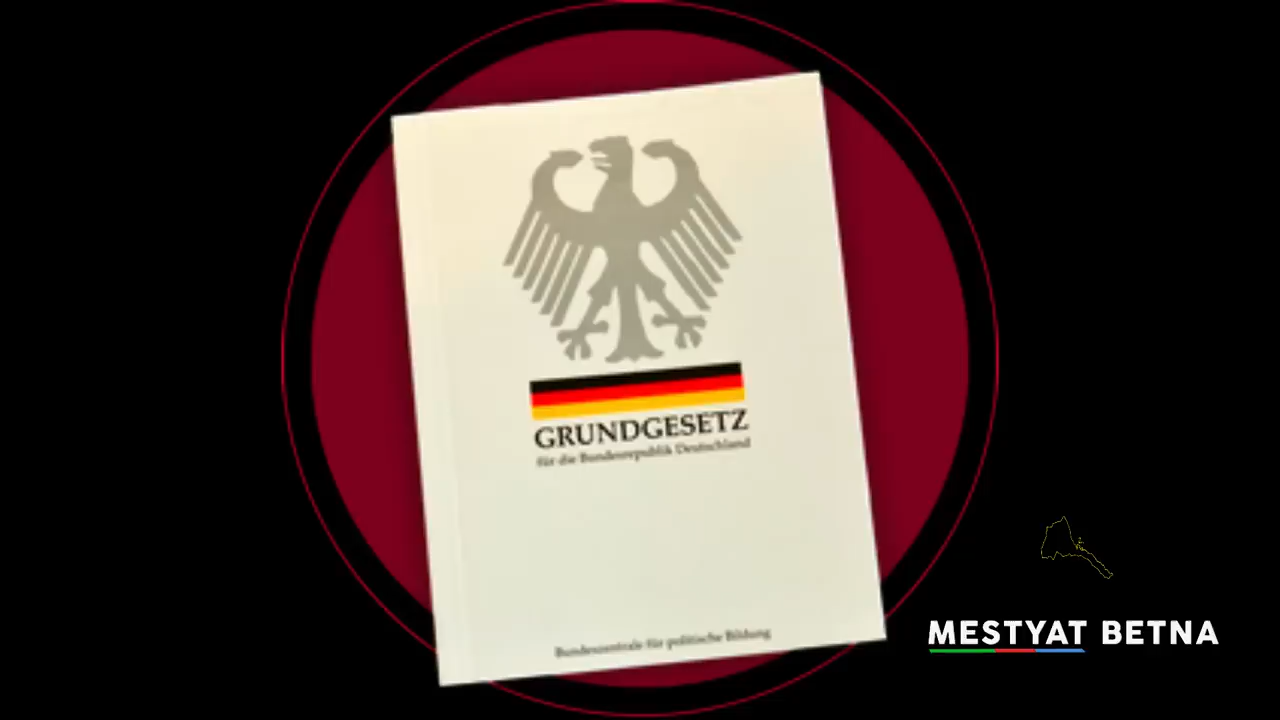 GRUNDGESETZ
für die Bundesrepublik Deutschland
Bundeszentrale für politische Bildung
MESTYAT BETNA